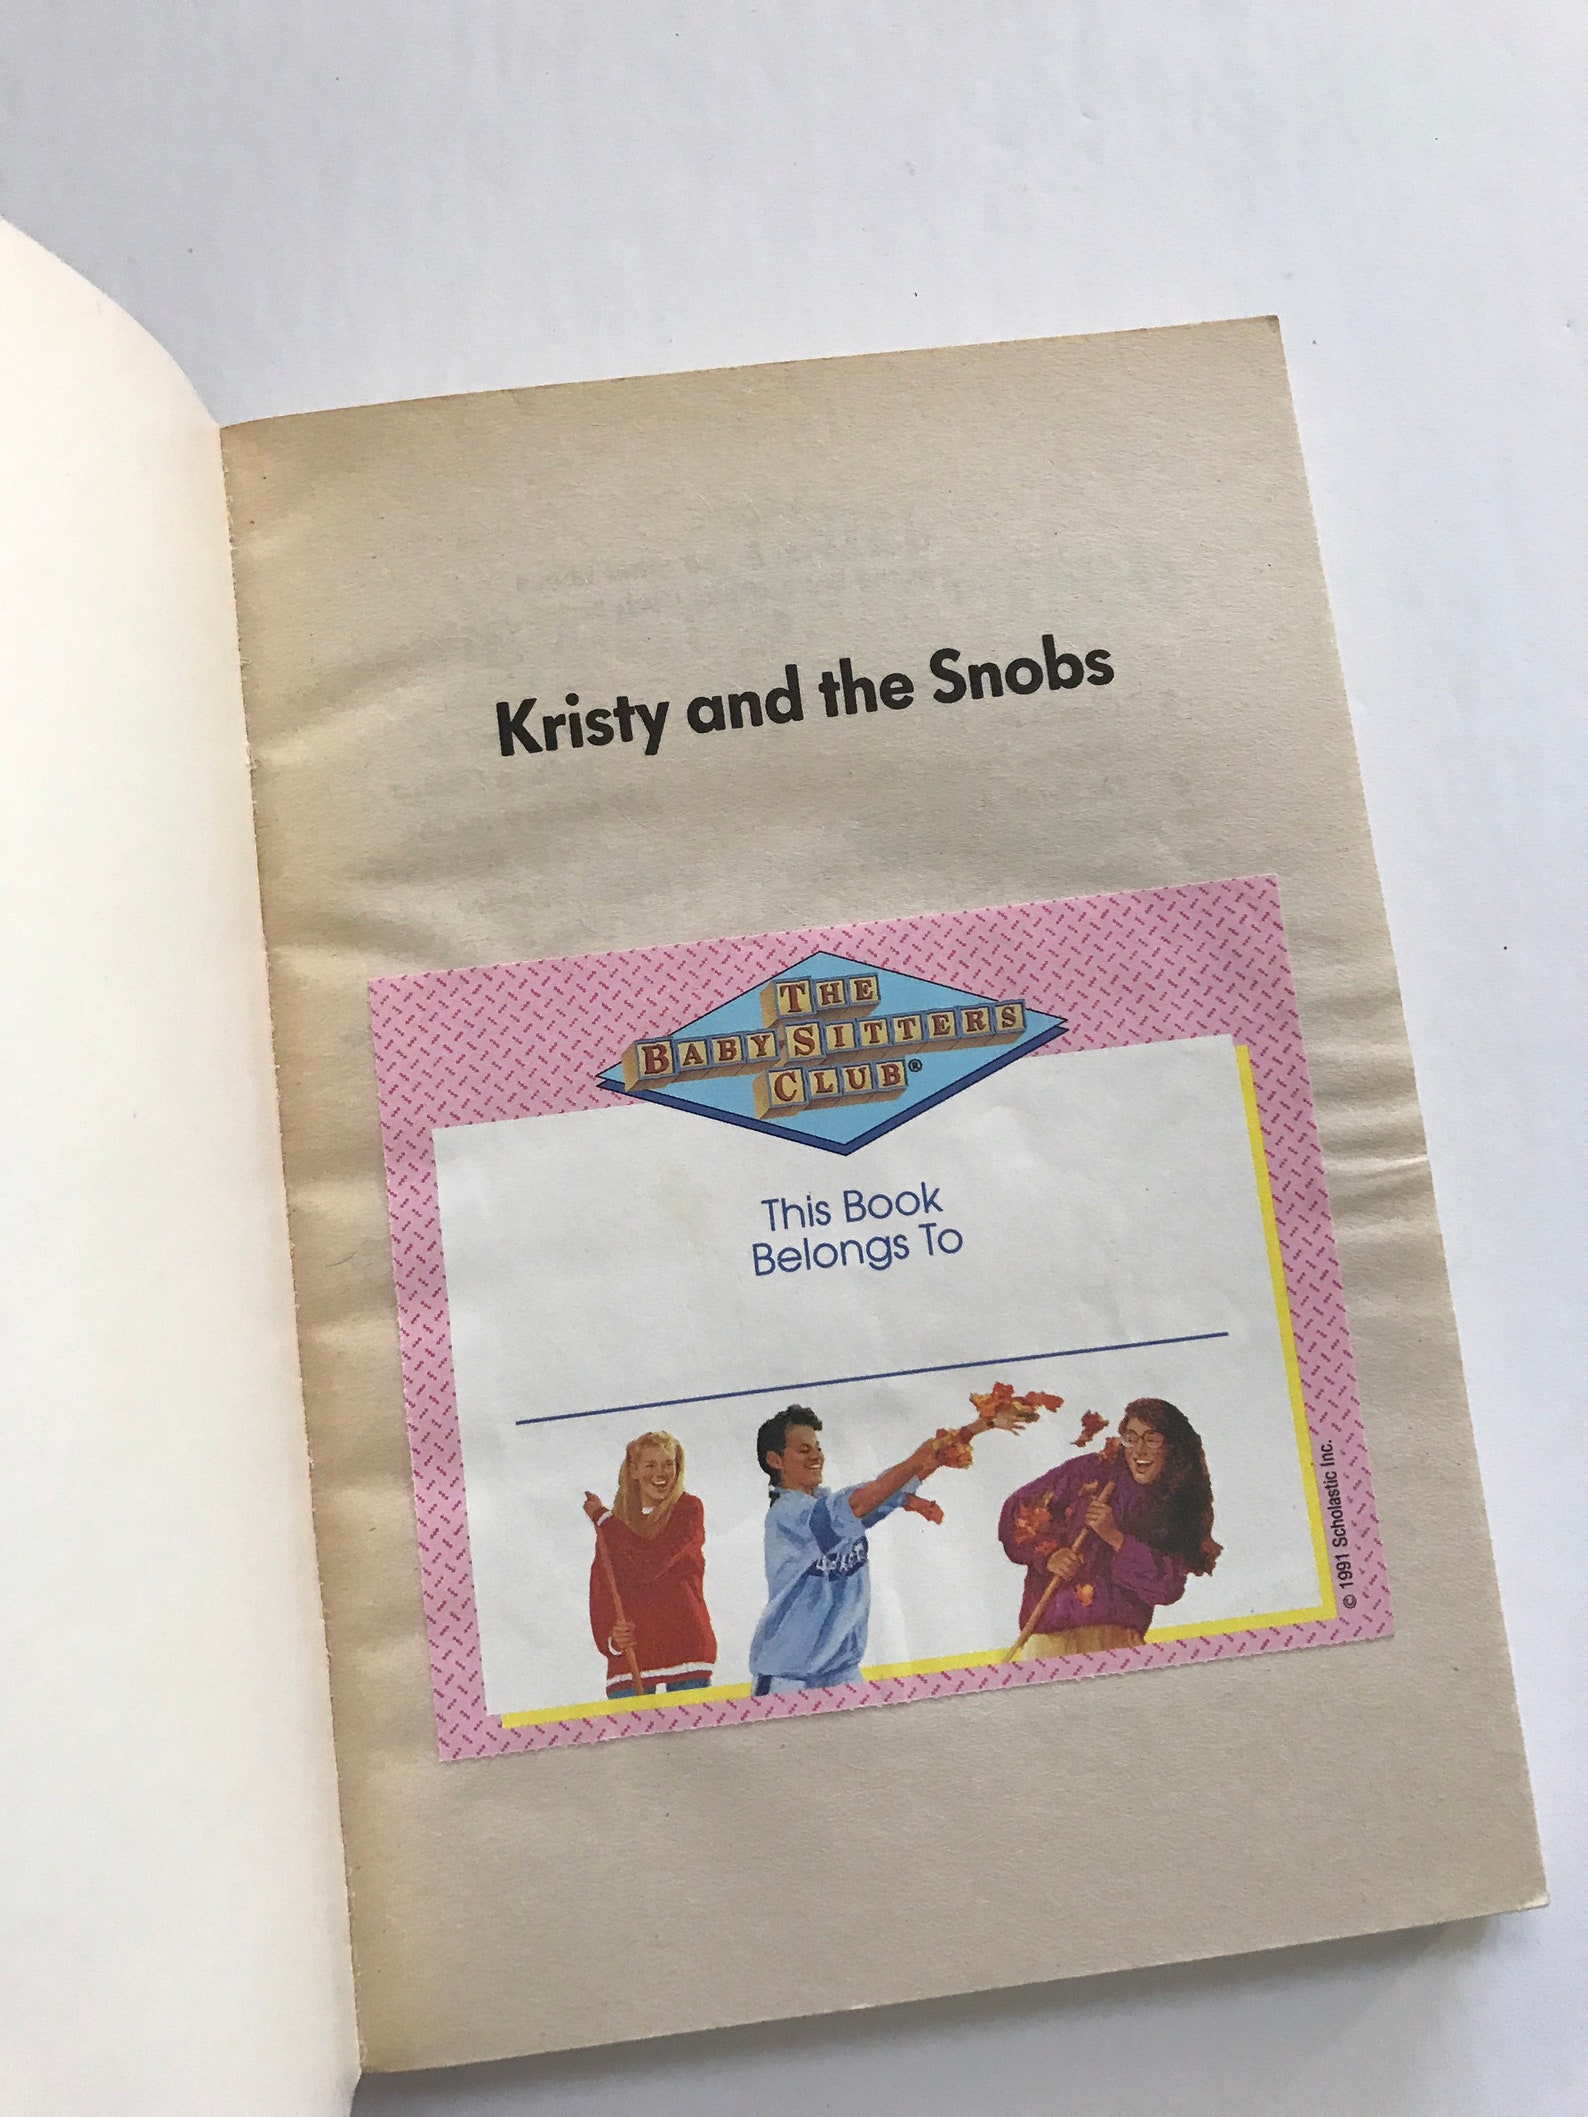 Kristy and the Snobs
THE
BABY-SITTERS
CLUB®
This Book
Belongs To
© 1991 Scholastic Inc.